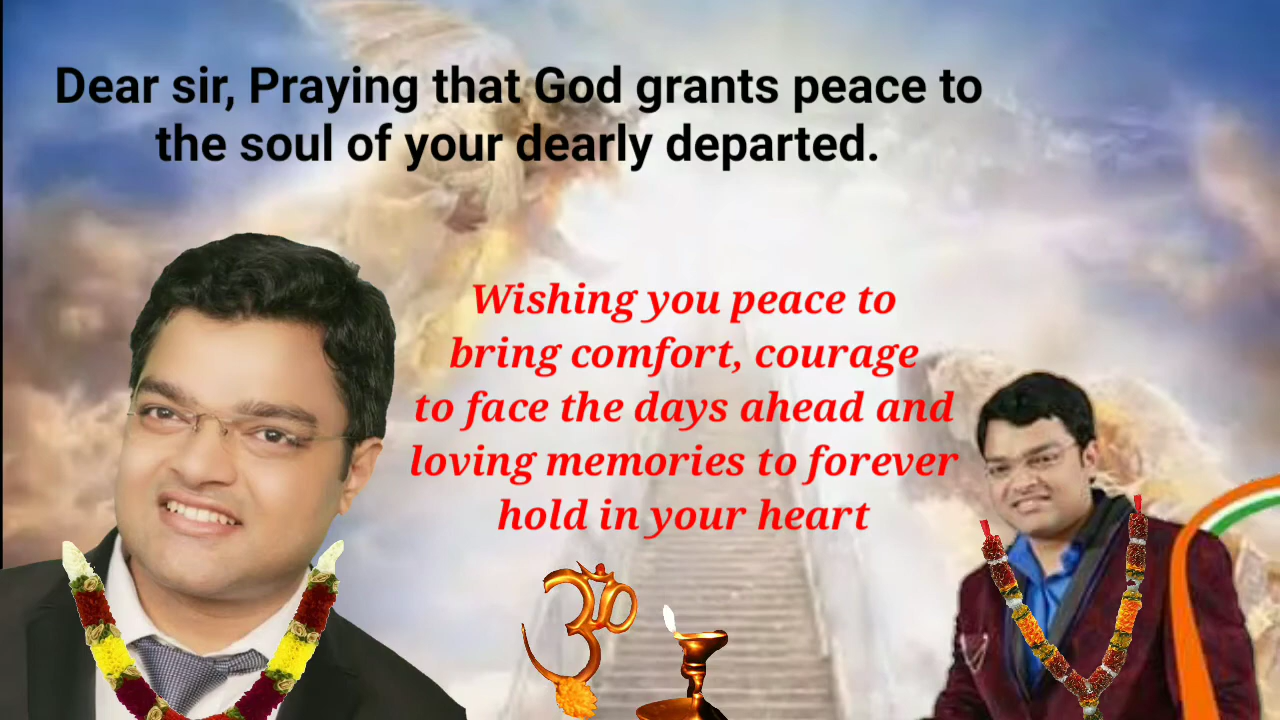 Dear sir, Praying that God grants peace to
the soul of your dearly departed.
Wishing you peace to
bring comfort, courage
to face the days ahead and
loving memories to forever
hold in your heart
ॐ